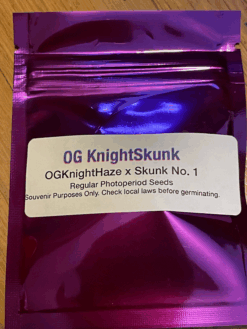 OG KnightSkunk
OGKnightHaze x Skunk No. 1
Regular Photoperiod Seeds
Souvenir Purposes Only. Check local laws before germinating.